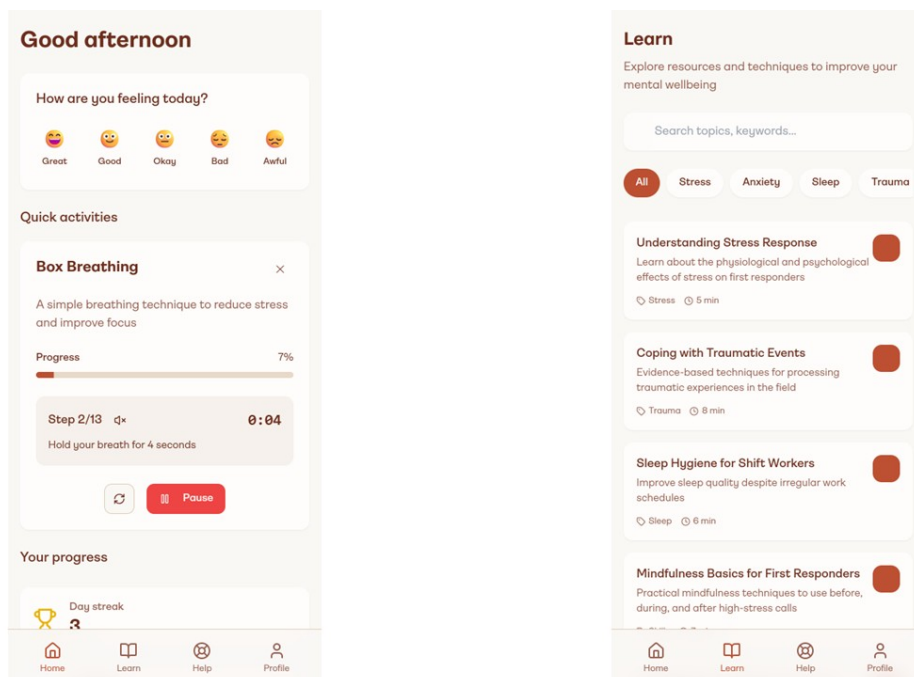 Good afternoon
How are you feeling today?
Great Good Okay Bad Awful
Quick activities
Box Breathing
A simple breathing technique to reduce stress
and improve focus
Progress 7%
Step 2/13 0:04
Hold your breath for 4 seconds
Pause
Your progress
Day streak
3
Home Learn Help Profile
Learn
Explore resources and techniques to improve your
mental wellbeing
Search topics, keywords...
All Stress Anxiety Sleep Trauma
Understanding Stress Response
Learn about the physiological and psychological
effects of stress on first responders
Stress 5 min
Coping with Traumatic Events
Evidence-based techniques for processing
traumatic experiences in the field
Trauma 8 min
Sleep Hygiene for Shift Workers
Improve sleep quality despite irregular work
schedules
Sleep 6 min
Mindfulness Basics for First Responders
Practical mindfulness techniques to use before,
during, and after high-stress calls
Home Learn Help Profile